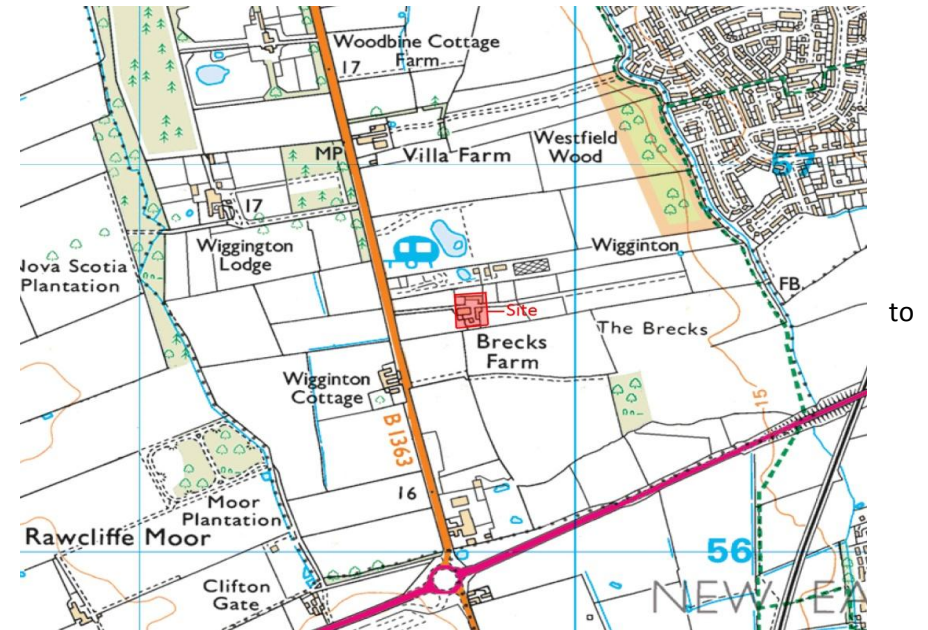 Woodbine Cottage
Farm
17
MP
Villa Farm
Westfield
Wood
57
17
Wiggington
Lodge
Nova Scotia
Plantation
Wigginton
FB
Site
to
The Brecks
Brecks
Farm
Wigginton
Cottage
B 1363
15
16
Moor
Plantation
Rawcliffe Moor
56
Clifton
Gate
NEW EA